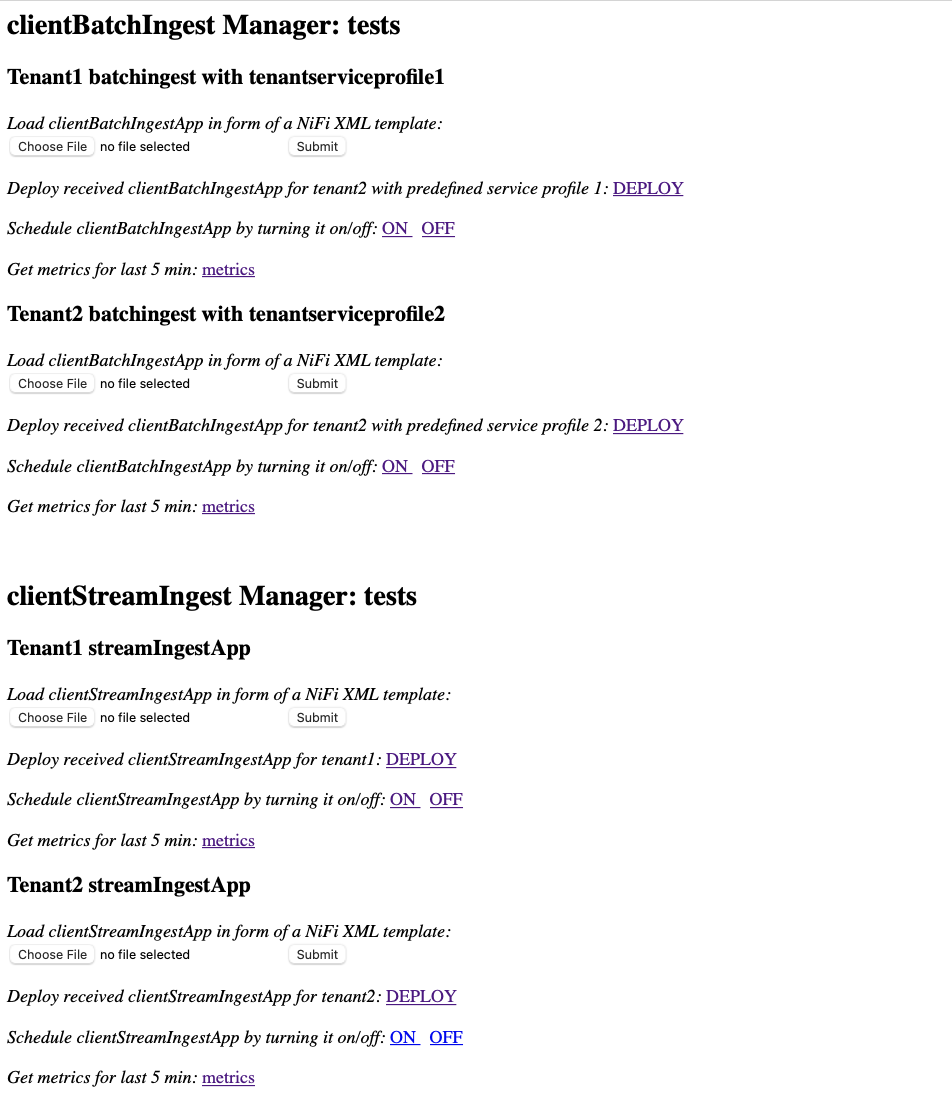 clientBatchIngest Manager: tests
Tenant1 batchingest with tenantserviceprofile1
Load clientBatchIngestApp in form of a NiFi XML template:
Choose File no file selected Submit
Deploy received clientBatchIngestApp for tenant2 with predefined service profile 1: DEPLOY
Schedule clientBatchIngestApp by turning it on/off: ON OFF
Get metrics for last 5 min: metrics
Tenant2 batchingest with tenantserviceprofile2
Load clientBatchIngestApp in form of a NiFi XML template:
Choose File no file selected Submit
Deploy received clientBatchIngestApp for tenant2 with predefined service profile 2: DEPLOY
Schedule clientBatchIngestApp by turning it on/off: ON OFF
Get metrics for last 5 min: metrics
clientStreamIngest Manager: tests
Tenant1 streamIngestApp
Load clientStreamIngestApp in form of a NiFi XML template:
Choose File no file selected Submit
Deploy received clientStreamIngestApp for tenant1: DEPLOY
Schedule clientStreamIngestApp by turning it on/off: ON OFF
Get metrics for last 5 min: metrics
Tenant2 streamIngestApp
Load clientStreamIngestApp in form of a NiFi XML template:
Choose File no file selected Submit
Deploy received clientStreamIngestApp for tenant2: DEPLOY
Schedule clientStreamIngestApp by turning it on/off: ON OFF
Get metrics for last 5 min: metrics